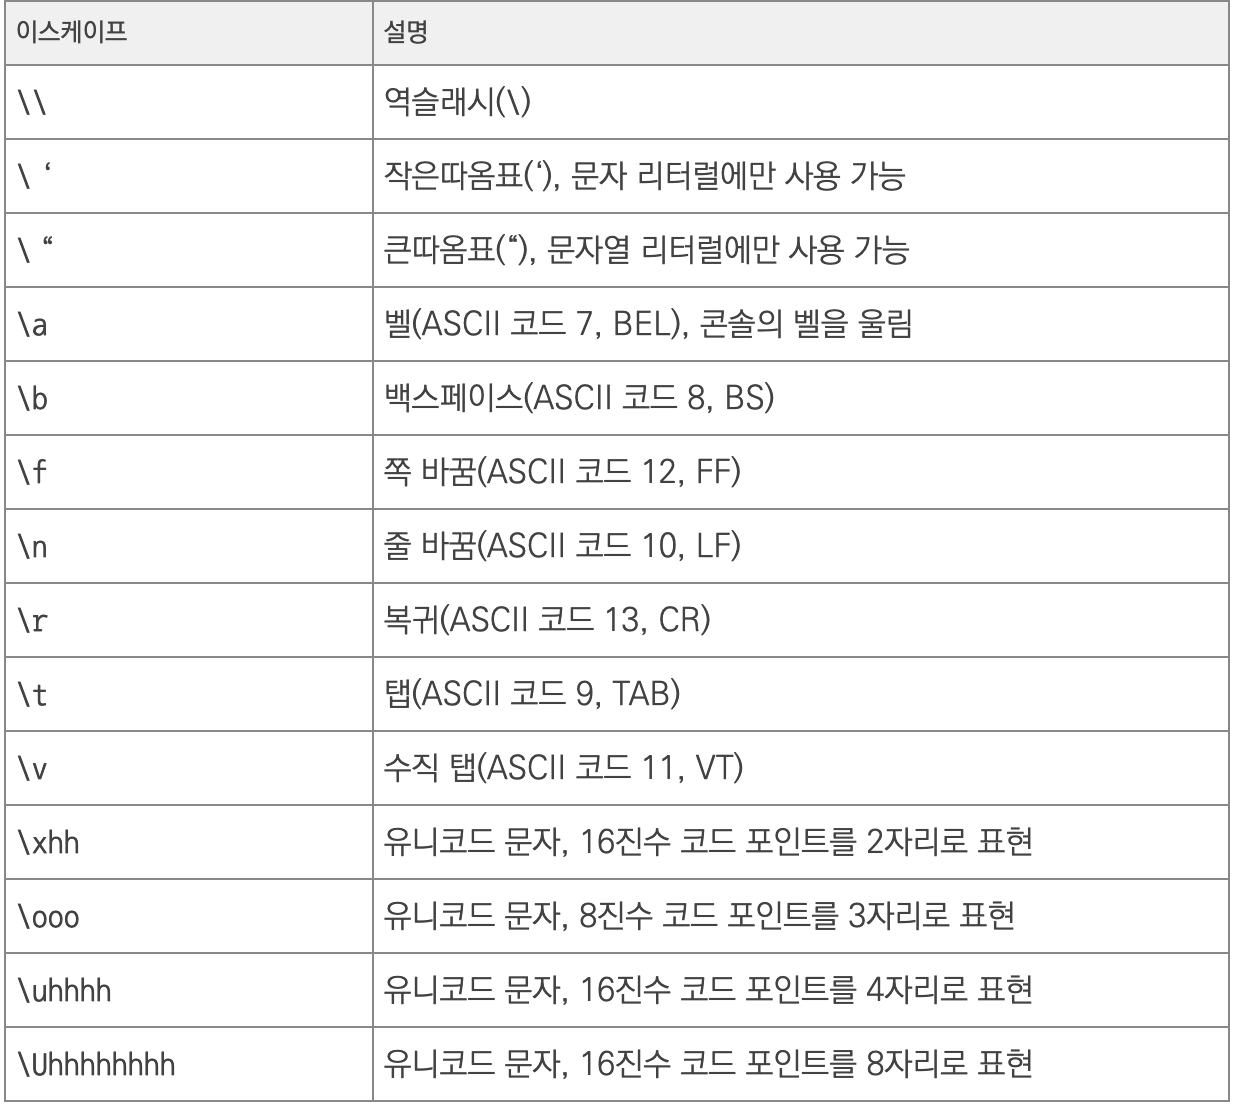 이스케이프 설명
\\ 역슬래시(\)
\ ‘ 작은따옴표(‘), 문자 리터럴에만 사용 가능
\ “ 큰따옴표(“), 문자열 리터럴에만 사용 가능
\a 벨(ASCII 코드 7, BEL), 콘솔의 벨을 울림
\b 백스페이스(ASCII 코드 8, BS)
\f 쪽 바꿈(ASCII 코드 12, FF)
\n 줄 바꿈(ASCII 코드 10, LF)
\r 복귀(ASCII 코드 13, CR)
\t 탭(ASCII 코드 9, TAB)
\v 수직 탭(ASCII 코드 11, VT)
\xhh 유니코드 문자, 16진수 코드 포인트를 2자리로 표현
\ooo 유니코드 문자, 8진수 코드 포인트를 3자리로 표현
\uhhhh 유니코드 문자, 16진수 코드 포인트를 4자리로 표현
\Uhhhhhhhh 유니코드 문자, 16진수 코드 포인트를 8자리로 표현